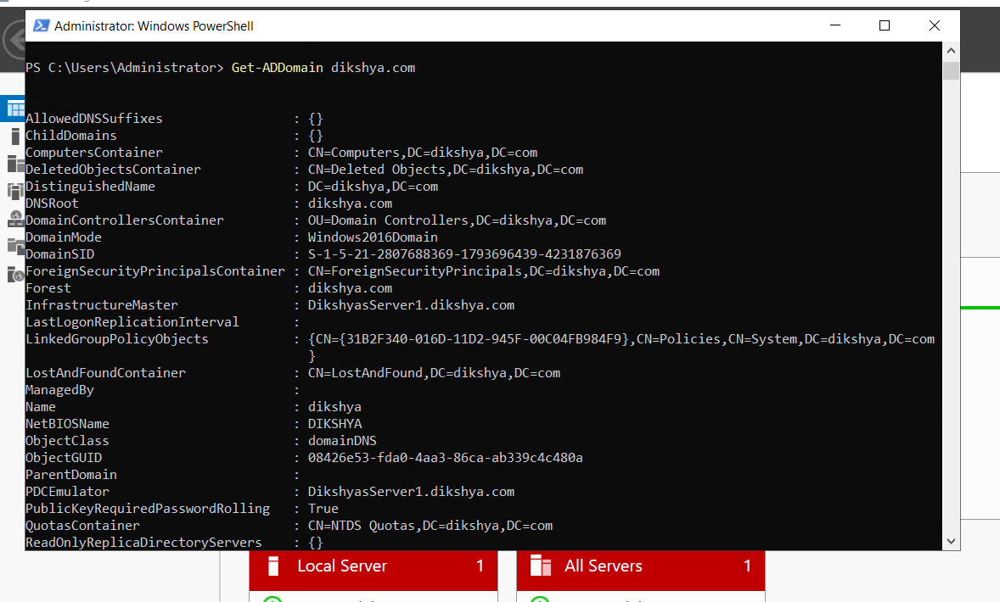 Administrator: Windows PowerShell
PS C:\Users\Administrator> Get-ADDomain dikshya.com
AllowedDNSSuffixes : {}
ChildDomains : {}
ComputersContainer : CN=Computers,DC=dikshya,DC=com
DeletedObjectsContainer : CN=Deleted Objects,DC=dikshya,DC=com
DistinguishedName : DC=dikshya,DC=com
DNSRoot : dikshya.com
DomainControllersContainer : OU=Domain Controllers,DC=dikshya,DC=com
DomainMode : Windows2016Domain
DomainSID : S-1-5-21-2807688369-1793696439-4231876369
ForeignSecurityPrincipalsContainer : CN=ForeignSecurityPrincipals,DC=dikshya,DC=com
Forest : dikshya.com
InfrastructureMaster : DikshyasServer1.dikshya.com
LastLogonReplicationInterval :
LinkedGroupPolicyObjects : {CN={31B2F340-016D-11D2-945F-00C04FB984F9},CN=Policies,CN=System,DC=dikshya,DC=com
}
LostAndFoundContainer : CN=LostAndFound,DC=dikshya,DC=com
ManagedBy :
Name : dikshya
NetBIOSName : DIKSHYA
ObjectClass : domainDNS
ObjectGUID : 08426e53-fda0-4aa3-86ca-ab339c4c480a
ParentDomain :
PDCEmulator : DikshyasServer1.dikshya.com
PublicKeyRequiredPasswordRolling : True
QuotasContainer : CN=NTDS Quotas,DC=dikshya,DC=com
ReadOnlyReplicaDirectoryServers : {}
Local Server 1
All Servers 1